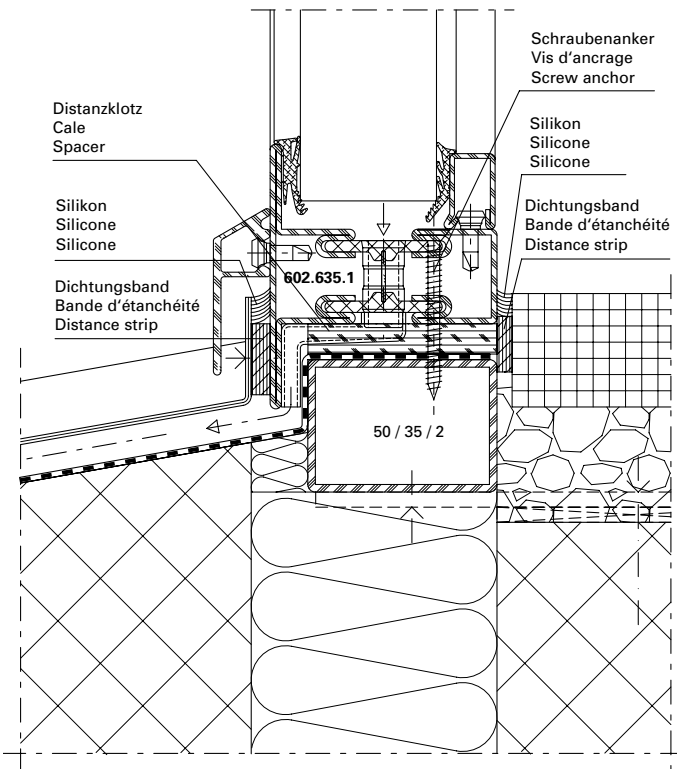 Schraubenanker
Vis d'ancrage
Screw anchor
Distanzklotz
Cale
Spacer
Silikon
Silicone
Silicone
Silikon
Silicone
Silicone
Dichtungsband
Bande d'étanchéité
Distance strip
602.635.1
Dichtungsband
Bande d'étanchéité
Distance strip
50 / 35 / 2